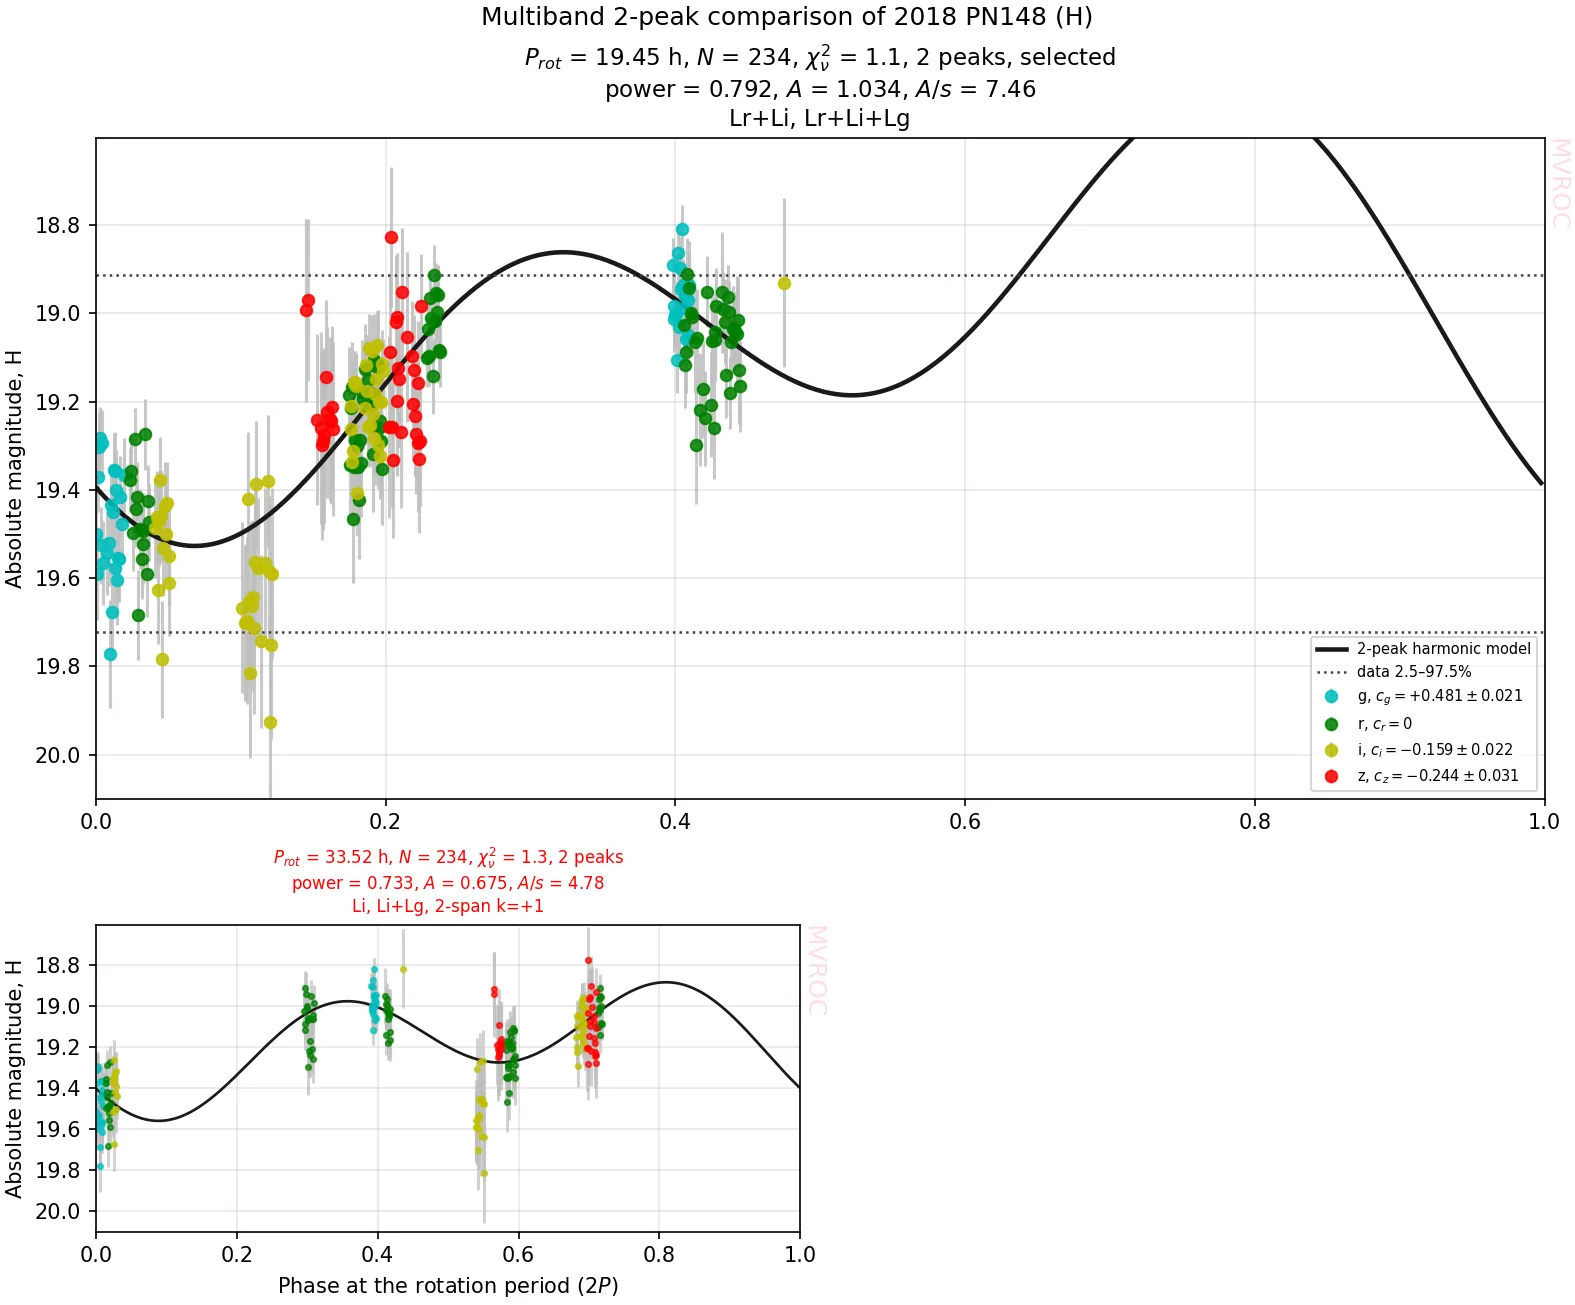 Multiband 2-peak comparison of 2018 PN148 (H)
P_rot = 19.45 h, N = 234, χ²_ν = 1.1, 2 peaks, selected
power = 0.792, A = 1.034, A/s = 7.46
Lr+Li, Lr+Li+Lg
MVROC
Absolute magnitude, H
18.8
19.0
19.2
19.4
19.6
19.8
20.0
2-peak harmonic model
data 2.5–97.5%
g, c_g = +0.481 ± 0.021
r, c_r = 0
i, c_i = −0.159 ± 0.022
z, c_z = −0.244 ± 0.031
0.0 0.2 0.4 0.6 0.8 1.0
P_rot = 33.52 h, N = 234, χ²_ν = 1.3, 2 peaks
power = 0.733, A = 0.675, A/s = 4.78
Li, Li+Lg, 2-span k=+1
MVROC
Absolute magnitude, H
18.8
19.0
19.2
19.4
19.6
19.8
20.0
0.0 0.2 0.4 0.6 0.8 1.0
Phase at the rotation period (2P)